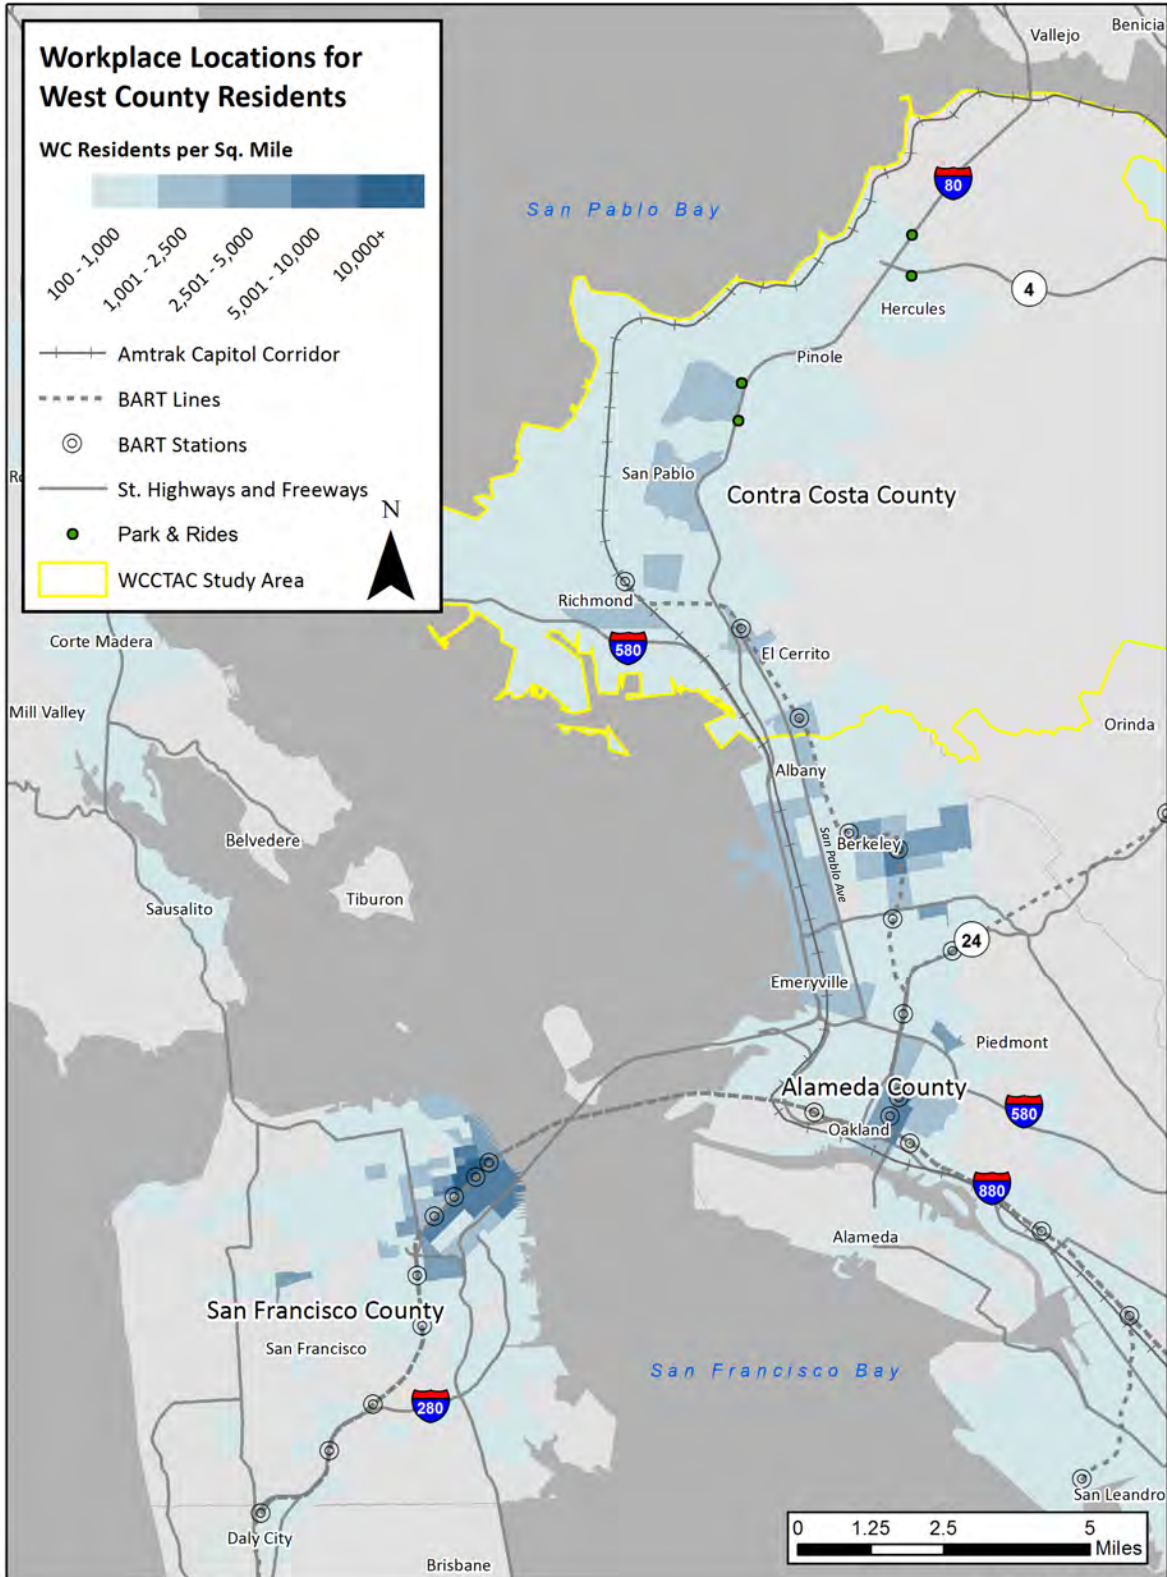 Workplace Locations for
West County Residents
WC Residents per Sq. Mile
100 - 1,000
1,001 - 2,500
2,501 - 5,000
5,001 - 10,000
10,000+
Amtrak Capitol Corridor
BART Lines
BART Stations
St. Highways and Freeways
N
Park & Rides
WCCTAC Study Area
Benicia
Vallejo
80
San Pablo Bay
4
Hercules
Pinole
San Pablo
Contra Costa County
Richmond
580
El Cerrito
Corte Madera
Mill Valley
Orinda
Albany
San Pablo Ave
Berkeley
Belvedere
Tiburon
Sausalito
24
Emeryville
Piedmont
Alameda County
580
Oakland
880
Alameda
San Francisco County
San Francisco
San Francisco Bay
280
San Leandro
Daly City
Brisbane
0 1.25 2.5 5
Miles